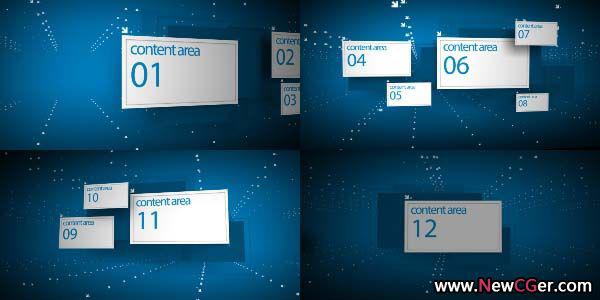 content area
01
content area
02
content area
03
content area
04
content area
05
content area
06
content area
07
content area
08
content area
09
content area
10
content area
11
content area
12
www.NewCGer.com